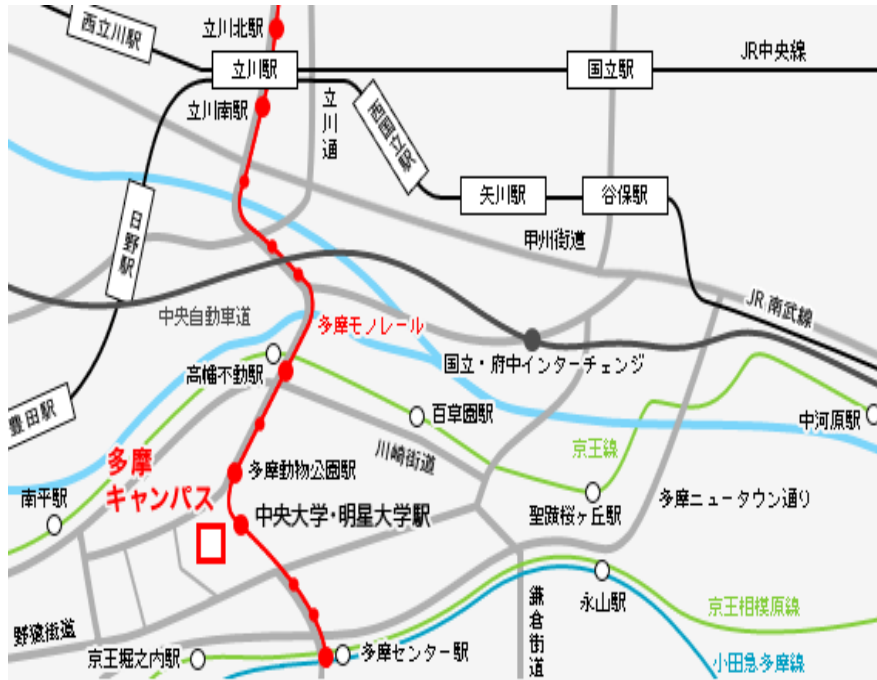 立川北駅
西立川駅
JR中央線
立川駅
国立駅
立川南駅
立川通
西国立駅
矢川駅
谷保駅
日野駅
甲州街道
JR南武線
中央自動車道
多摩モノレール
国立・府中インターチェンジ
高幡不動駅
豊田駅
百草園駅
中河原駅
京王線
川崎街道
多摩
キャンパス
多摩動物公園駅
南平駅
多摩ニュータウン通り
中央大学・明星大学駅
聖蹟桜ヶ丘駅
鎌倉街道
永山駅
京王相模原線
野猿街道
京王堀之内駅
多摩センター駅
小田急多摩線